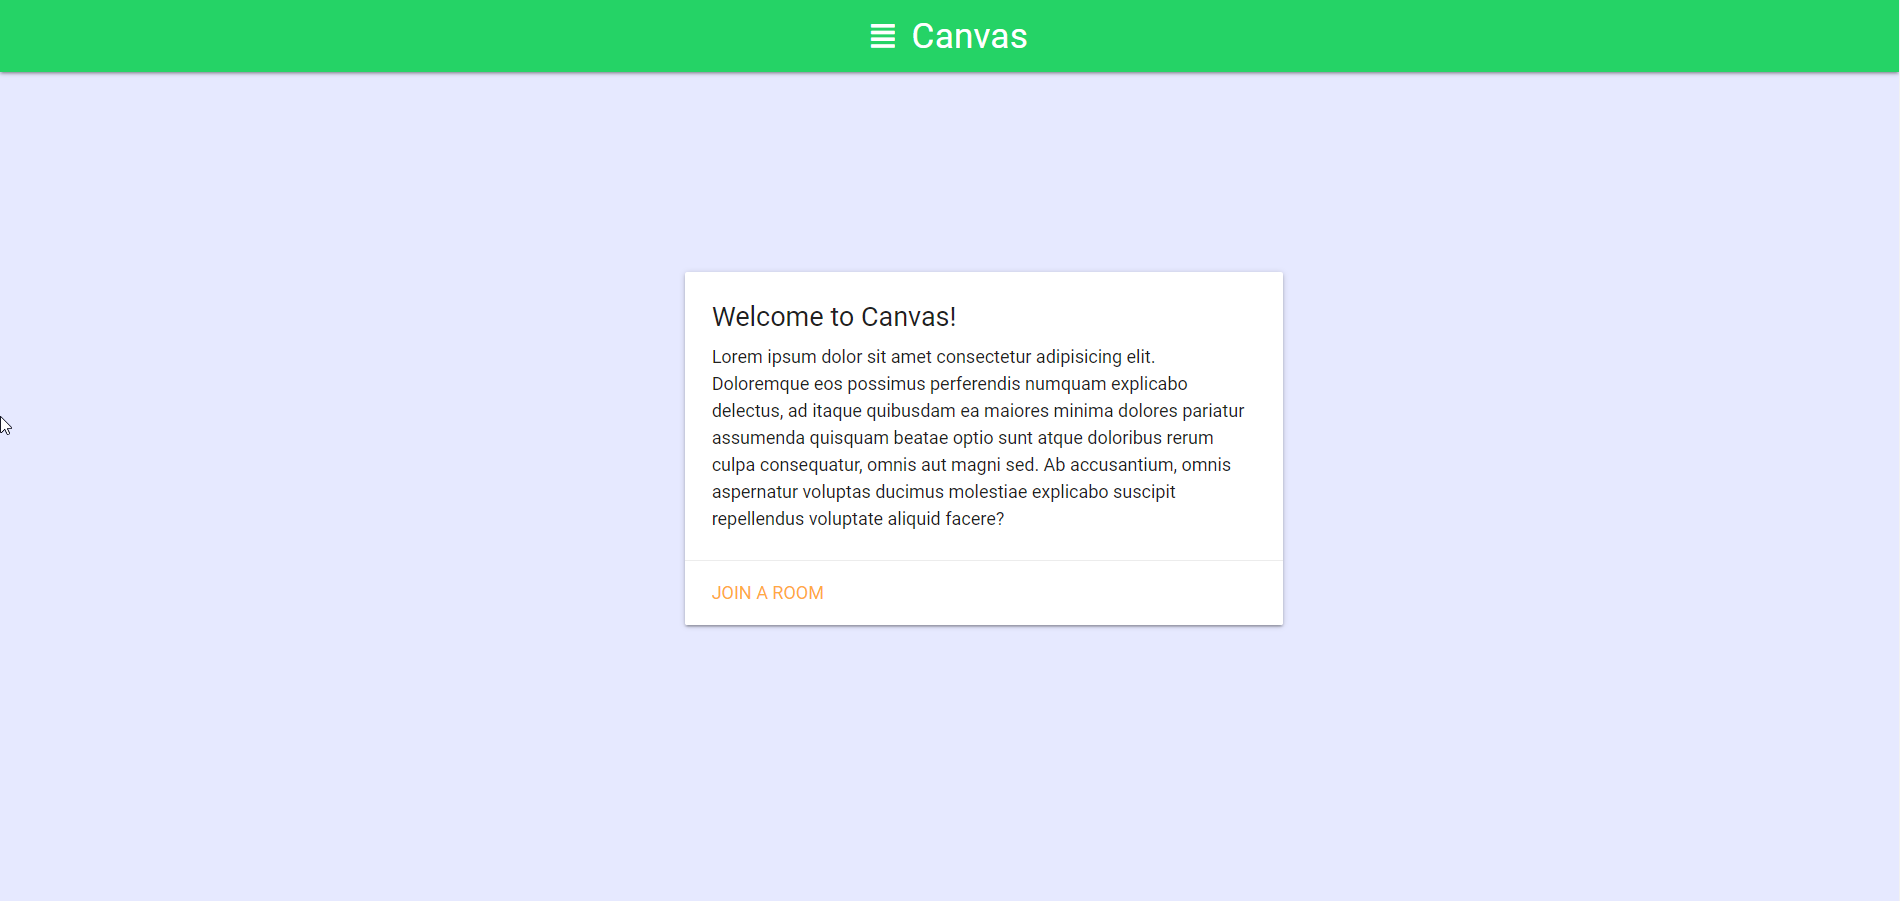 Canvas
Welcome to Canvas!
Lorem ipsum dolor sit amet consectetur adipisicing elit.
Doloremque eos possimus perferendis numquam explicabo
delectus, ad itaque quibusdam ea maiores minima dolores pariatur
assumenda quisquam beatae optio sunt atque doloribus rerum
culpa consequatur, omnis aut magni sed. Ab accusantium, omnis
aspernatur voluptas ducimus molestiae explicabo suscipit
repellendus voluptate aliquid facere?
JOIN A ROOM